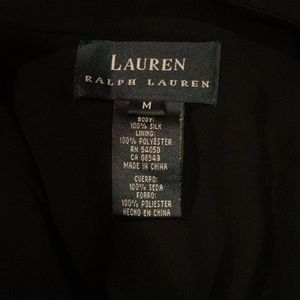 LAUREN
RALPH LAUREN
M
BODY:
100% SILK
LINING:
100% POLYESTER
RN 54050
CA 08349
MADE IN CHINA
CUERPO:
100% SEDA
FORRO:
100% POLIESTER
HECHO EN CHINA